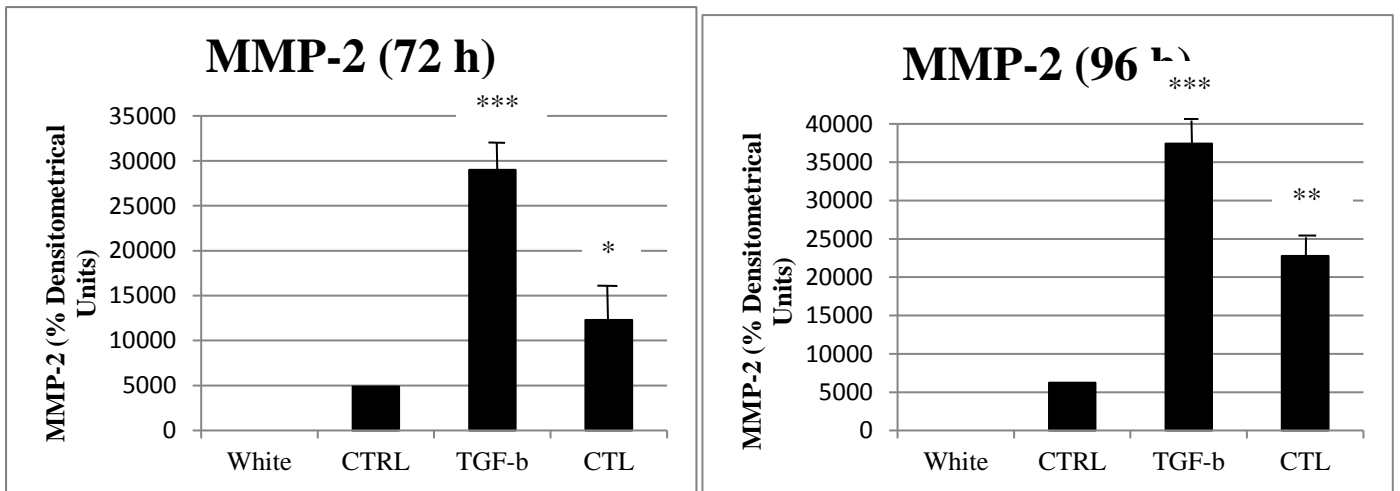 MMP-2 (72 h)
***
*
MMP-2 (% Densitometrical
Units)
35000
30000
25000
20000
15000
10000
5000
0
White CTRL TGF-b CTL
MMP-2 (96 h)
***
**
MMP-2 (% Densitometrical
Units)
40000
35000
30000
25000
20000
15000
10000
5000
0
White CTRL TGF-b CTL